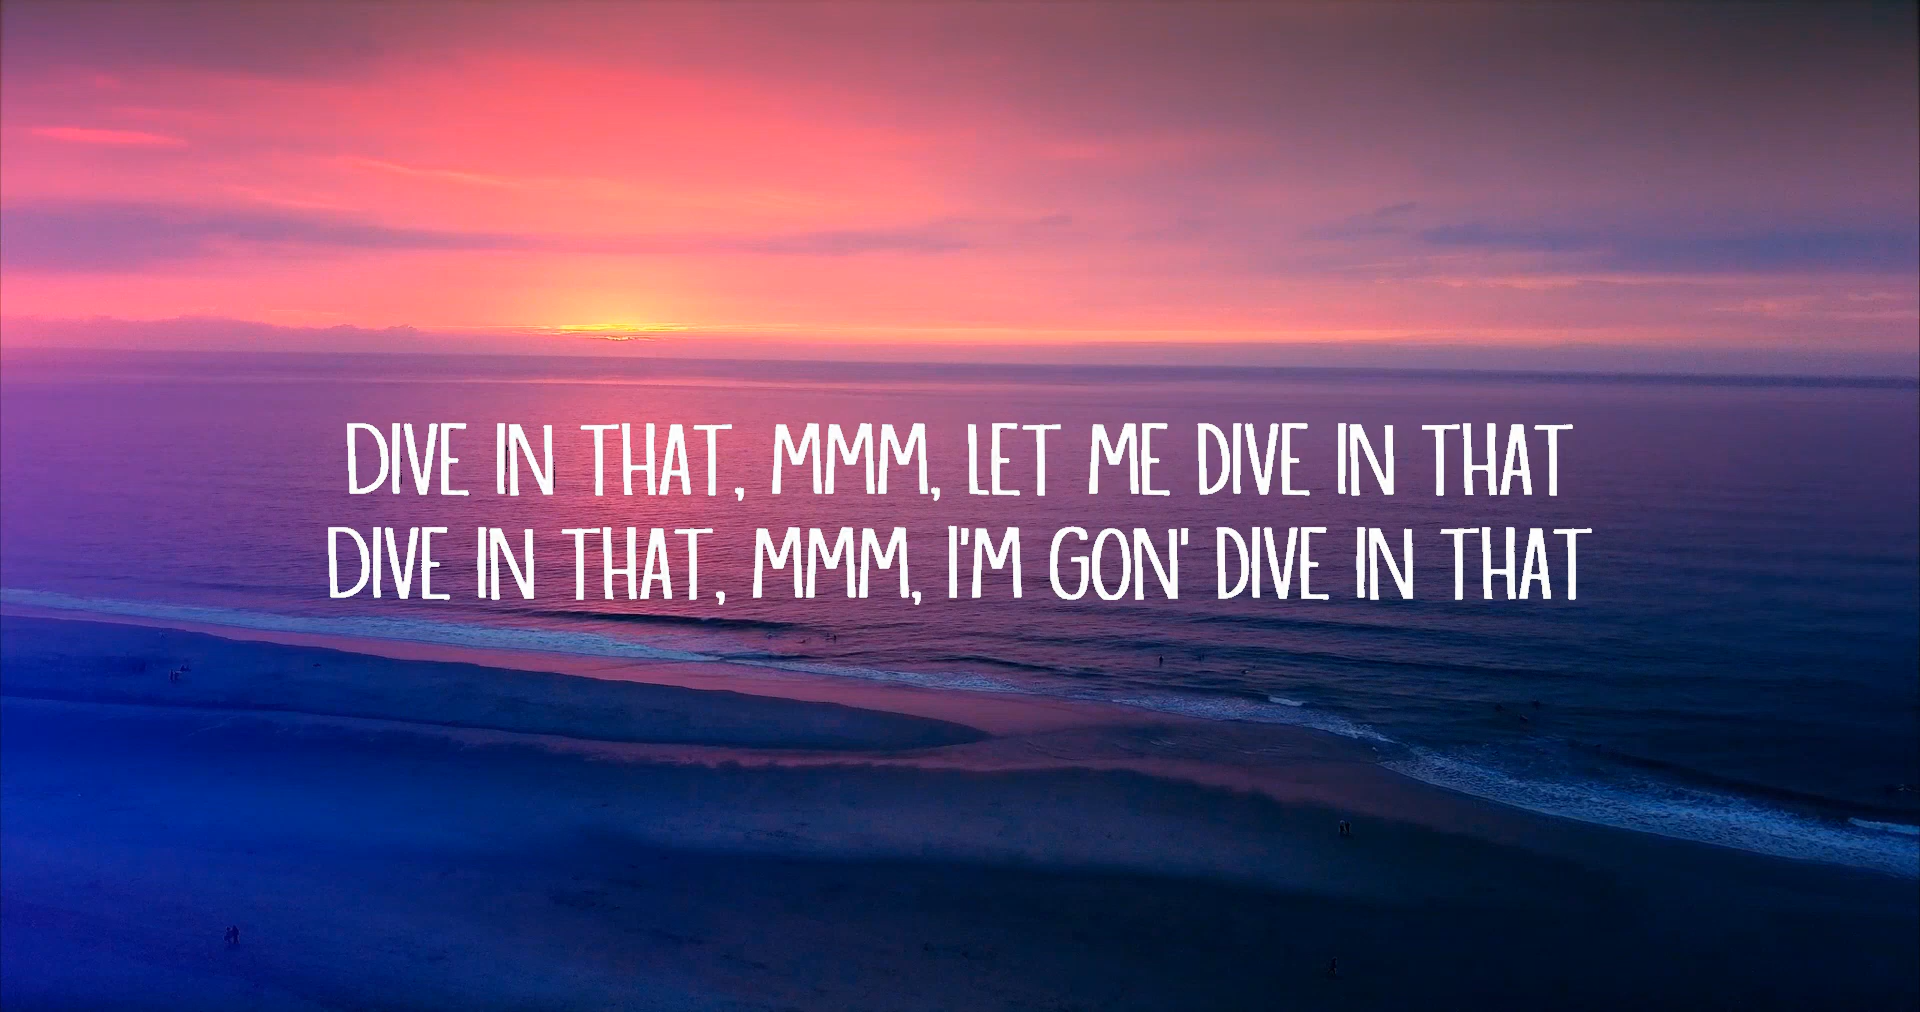 DIVE IN THAT, MMM, LET ME DIVE IN THAT
DIVE IN THAT, MMM, I'M GON' DIVE IN THAT